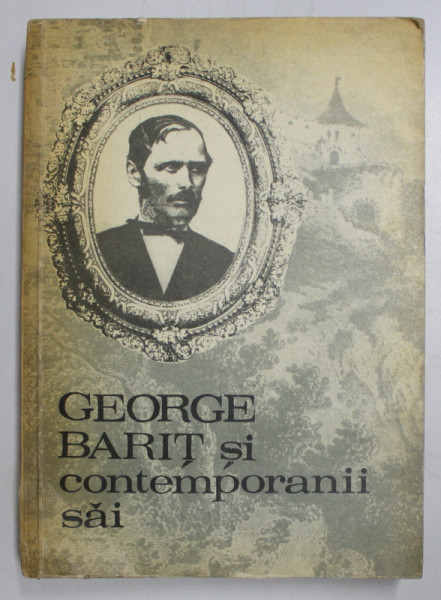 GEORGE
BARIȚ și
contemporanii
săi